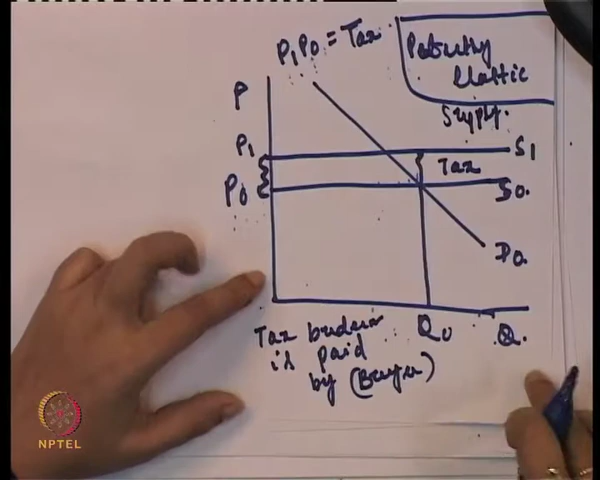 P1P0 = Tax
Perfectly
Elastic
Supply.
P
P1
S1
Tax
P0
S0.
D0.
Q0
Q.
Tax burden
is paid
by (Buyer)
NPTEL